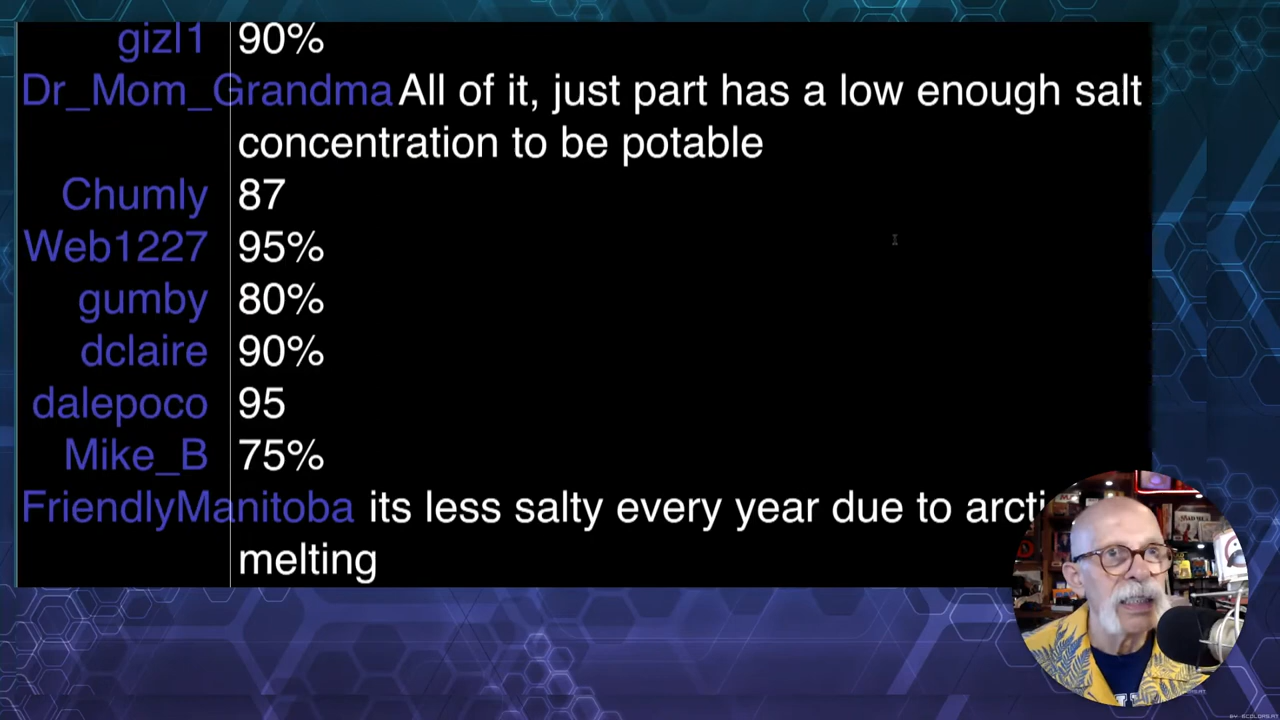 gizl1 90%
Dr_Mom_Grandma All of it, just part has a low enough salt
concentration to be potable
Chumly 87
Web1227 95%
gumby 80%
dclaire 90%
dalepoco 95
Mike_B 75%
FriendlyManitoba its less salty every year due to arcti
melting